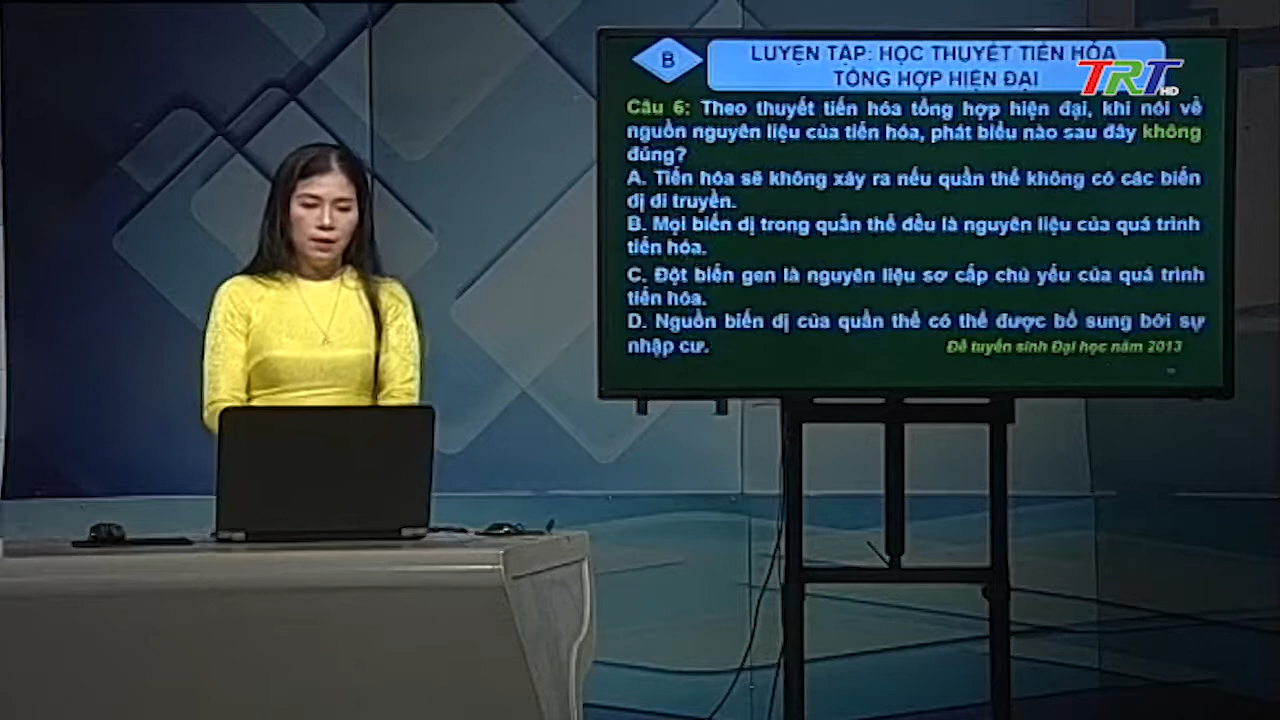 B
LUYỆN TẬP: HỌC THUYẾT TIẾN HÓA
TỔNG HỢP HIỆN ĐẠI
TRT HD
Câu 6: Theo thuyết tiến hóa tổng hợp hiện đại, khi nói về
nguồn nguyên liệu của tiến hóa, phát biểu nào sau đây không
đúng?
A. Tiến hóa sẽ không xảy ra nếu quần thể không có các biến
dị di truyền.
B. Mọi biến dị trong quần thể đều là nguyên liệu của quá trình
tiến hóa.
C. Đột biến gen là nguyên liệu sơ cấp chủ yếu của quá trình
tiến hóa.
D. Nguồn biến dị của quần thể có thể được bổ sung bởi sự
nhập cư.
Đề tuyển sinh Đại học năm 2013